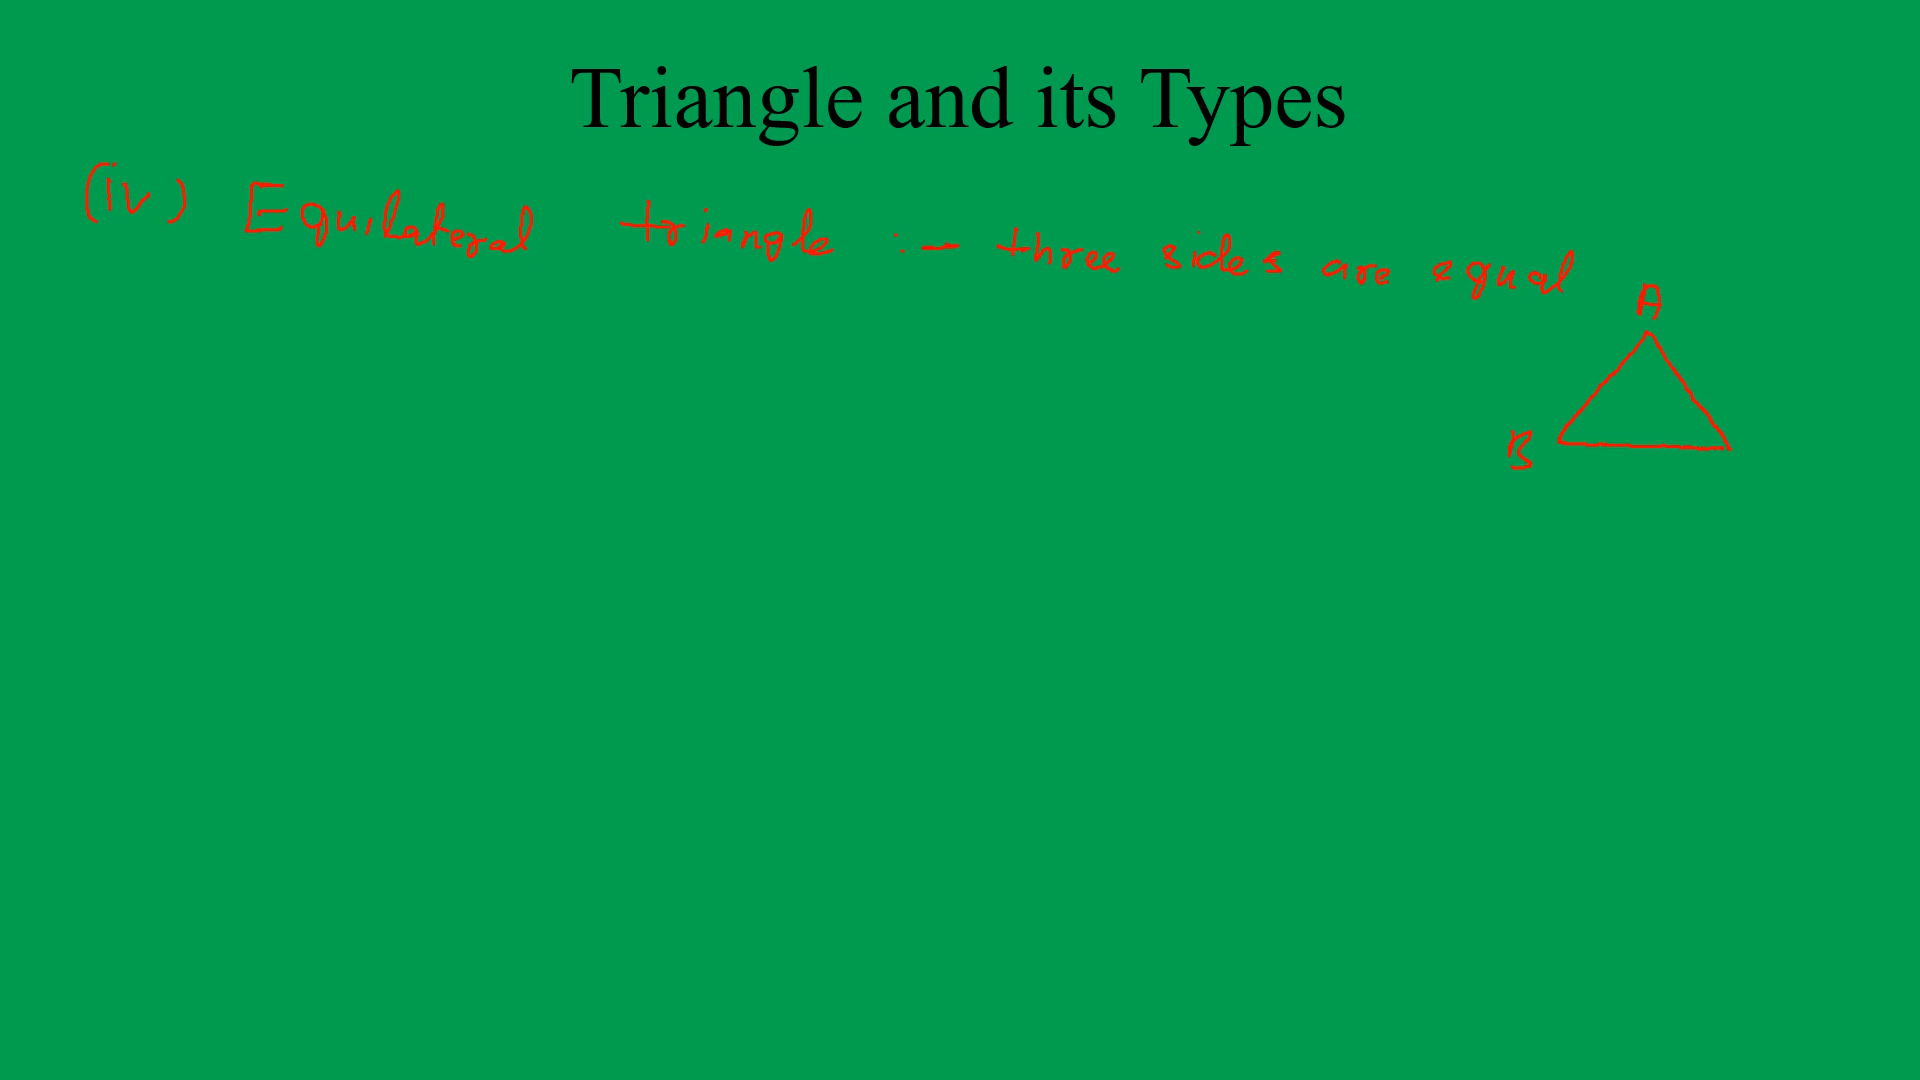 Triangle and its Types
(iv) Equilateral triangle :- three sides are equal
A
B